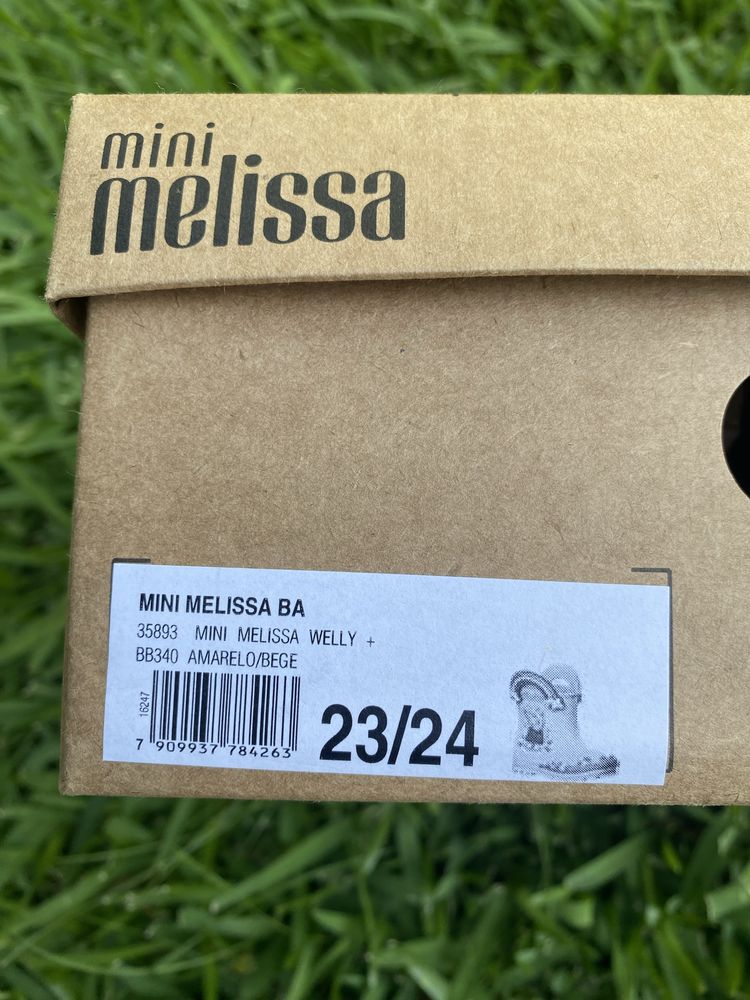 mini
melissa
MINI MELISSA BA
35893 MINI MELISSA WELLY +
BB340 AMARELO/BEGE
16247
7 909937 784263
23/24